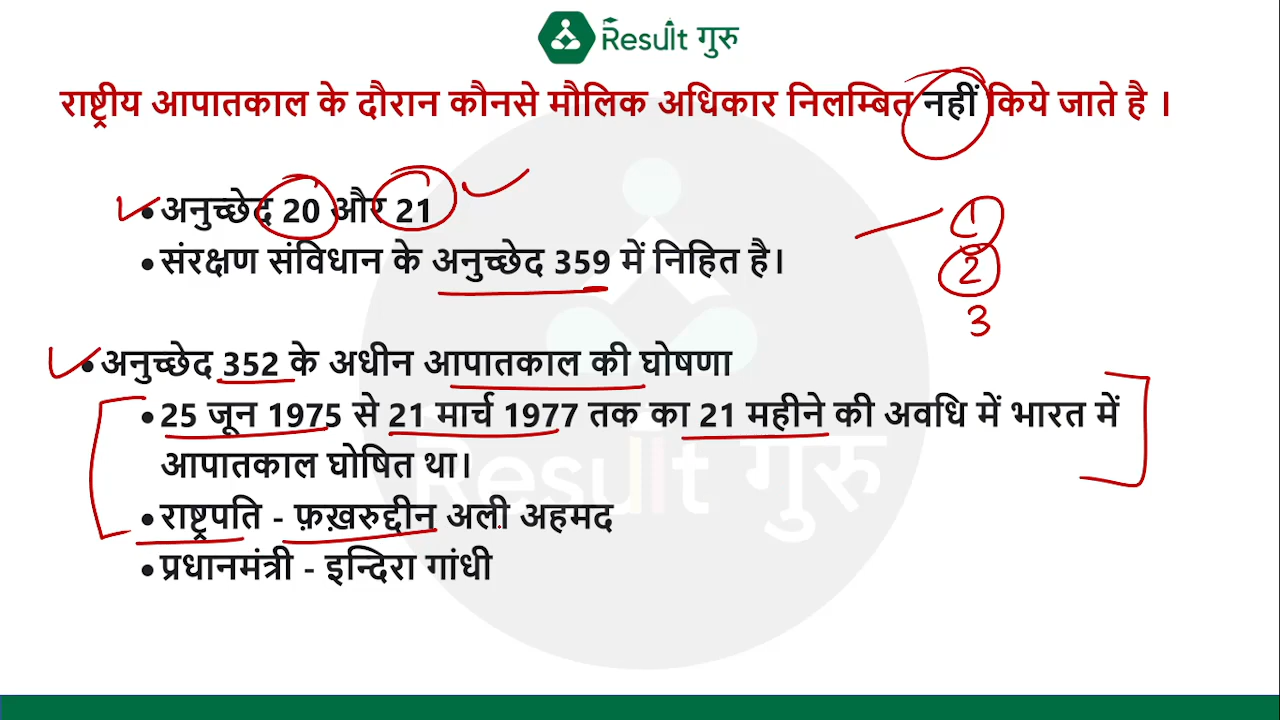 Result गुरु
राष्ट्रीय आपातकाल के दौरान कौनसे मौलिक अधिकार निलम्बित नहीं किये जाते है ।
• अनुच्छेद 20 और 21
• संरक्षण संविधान के अनुच्छेद 359 में निहित है।
1
2
3
• अनुच्छेद 352 के अधीन आपातकाल की घोषणा
• 25 जून 1975 से 21 मार्च 1977 तक का 21 महीने की अवधि में भारत में
आपातकाल घोषित था।
Result गुरु
• राष्ट्रपति - फ़ख़रुद्दीन अली अहमद
• प्रधानमंत्री - इन्दिरा गांधी